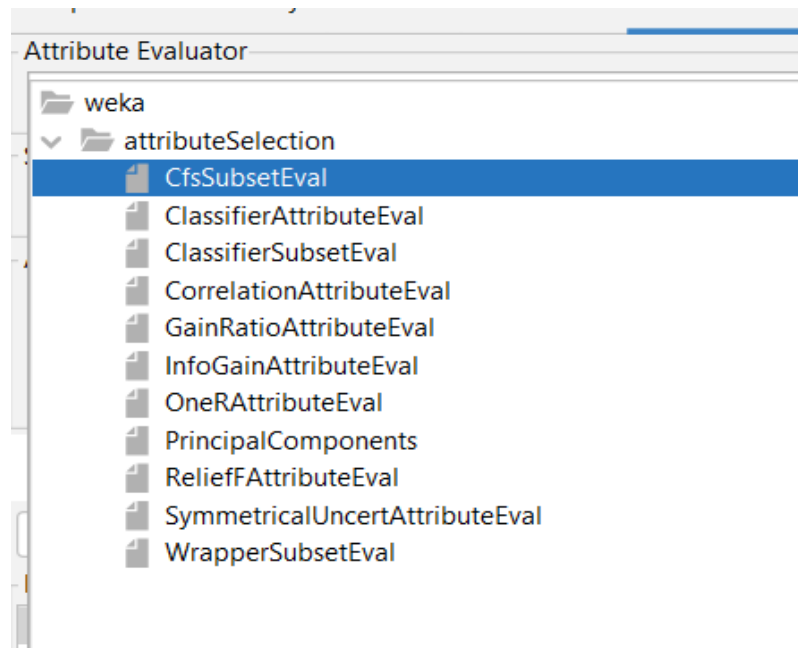 Attribute Evaluator
weka
attributeSelection
CfsSubsetEval
ClassifierAttributeEval
ClassifierSubsetEval
CorrelationAttributeEval
GainRatioAttributeEval
InfoGainAttributeEval
OneRAttributeEval
PrincipalComponents
ReliefFAttributeEval
SymmetricalUncertAttributeEval
WrapperSubsetEval